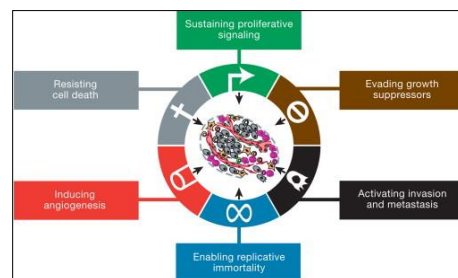 Sustaining proliferative
signaling
Resisting
cell death
Evading growth
suppressors
Inducing
angiogenesis
Activating invasion
and metastasis
Enabling replicative
immortality